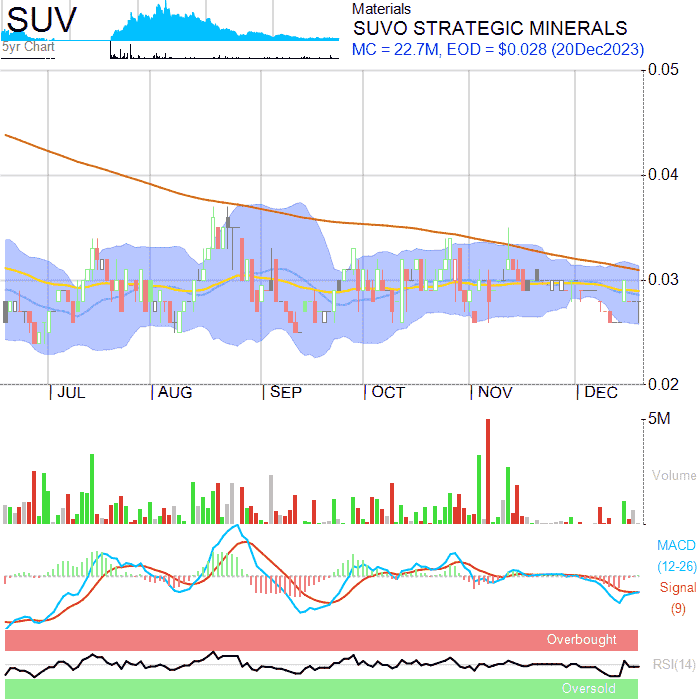 SUV
5yr Chart
Materials
SUVO STRATEGIC MINERALS
MC = 22.7M, EOD = $0.028 (20Dec2023)
0.05
0.04
0.03
0.02
JUL AUG SEP OCT NOV DEC
5M
Volume
MACD
(12-26)
Signal
(9)
Overbought
RSI(14)
Oversold